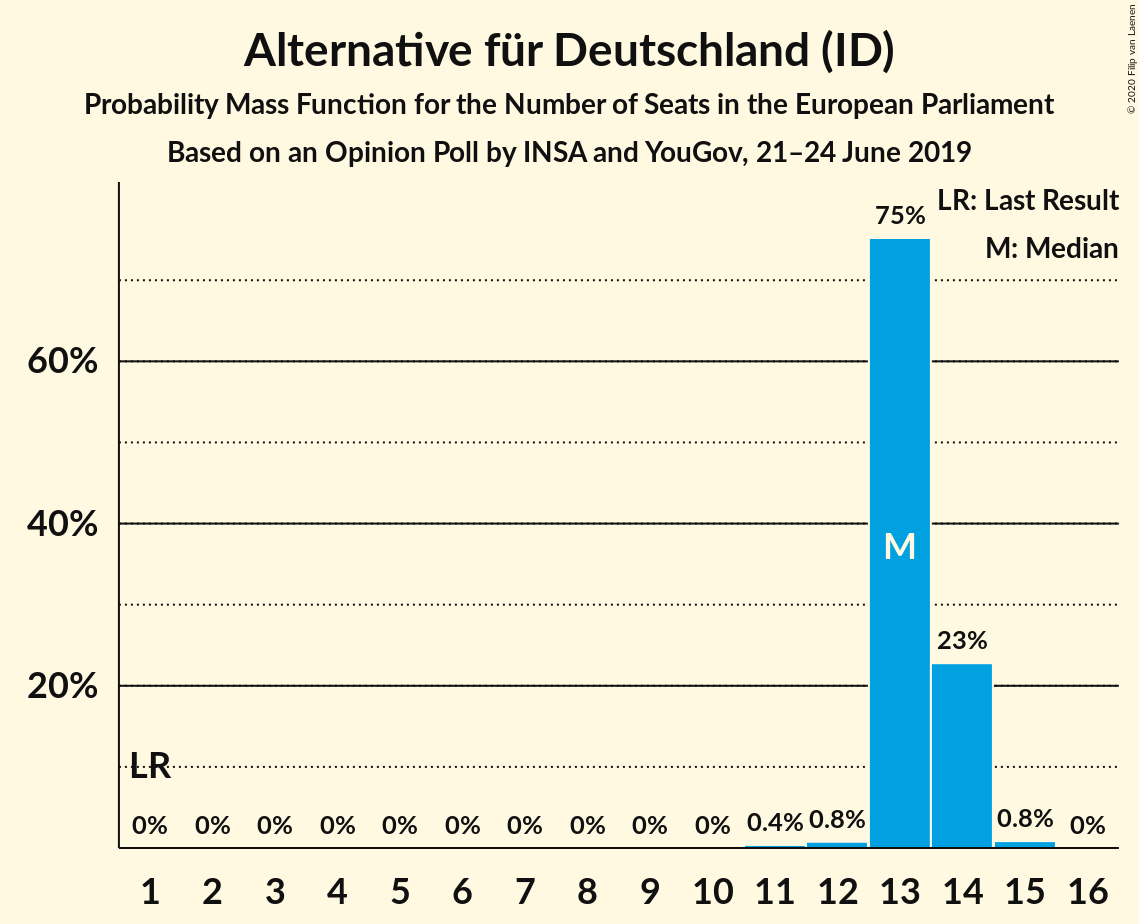 Alternative für Deutschland (ID)
Probability Mass Function for the Number of Seats in the European Parliament
Based on an Opinion Poll by INSA and YouGov, 21–24 June 2019
© 2020 Filip van Laenen
LR: Last Result
M: Median
75%
60%
40%
M
23%
20%
LR
0% 0% 0% 0% 0% 0% 0% 0% 0% 0% 0.4% 0.8% 0.8% 0%
1 2 3 4 5 6 7 8 9 10 11 12 13 14 15 16